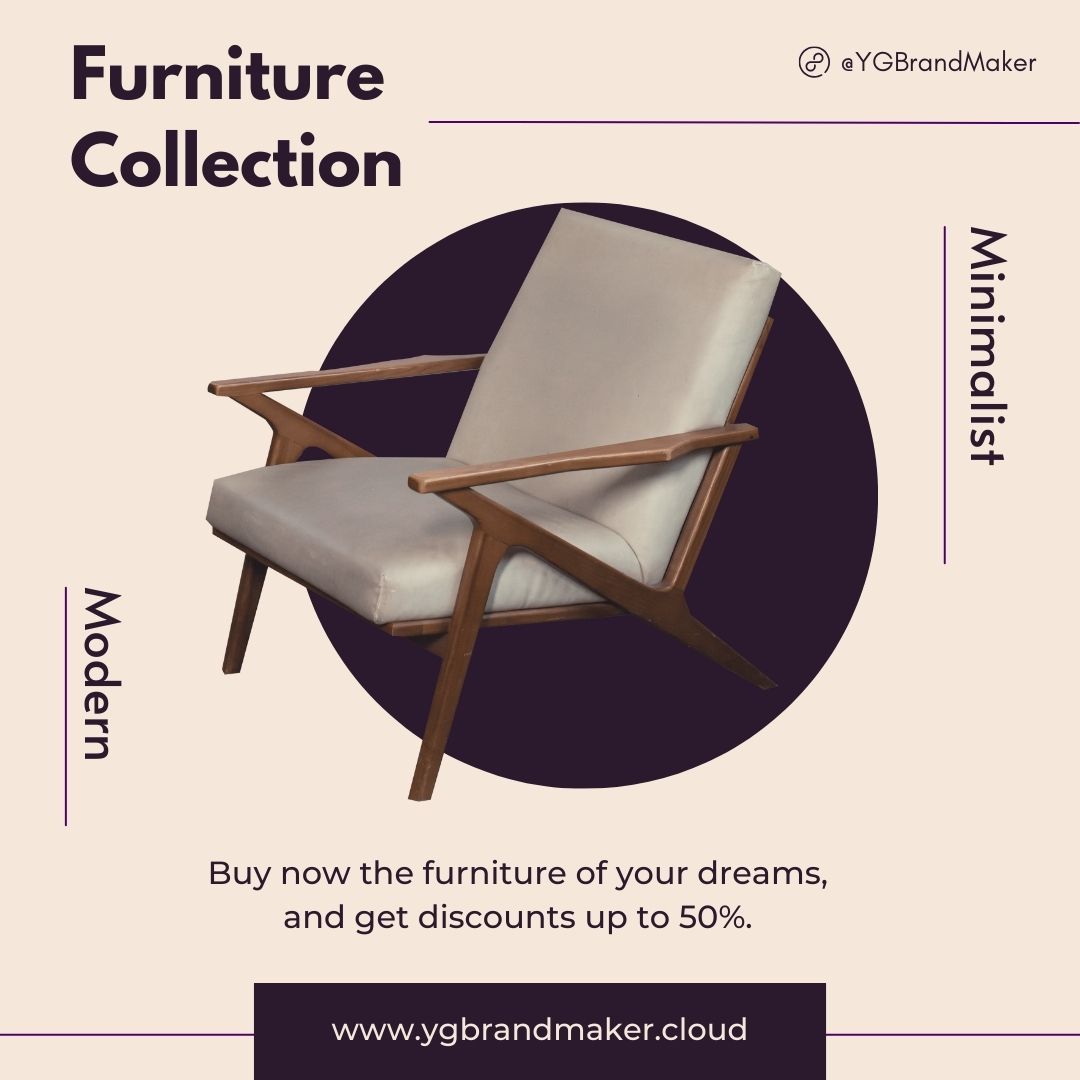 Furniture
Collection
@YGBrandMaker
Minimalist
Modern
Buy now the furniture of your dreams,
and get discounts up to 50%.
www.ygbrandmaker.cloud